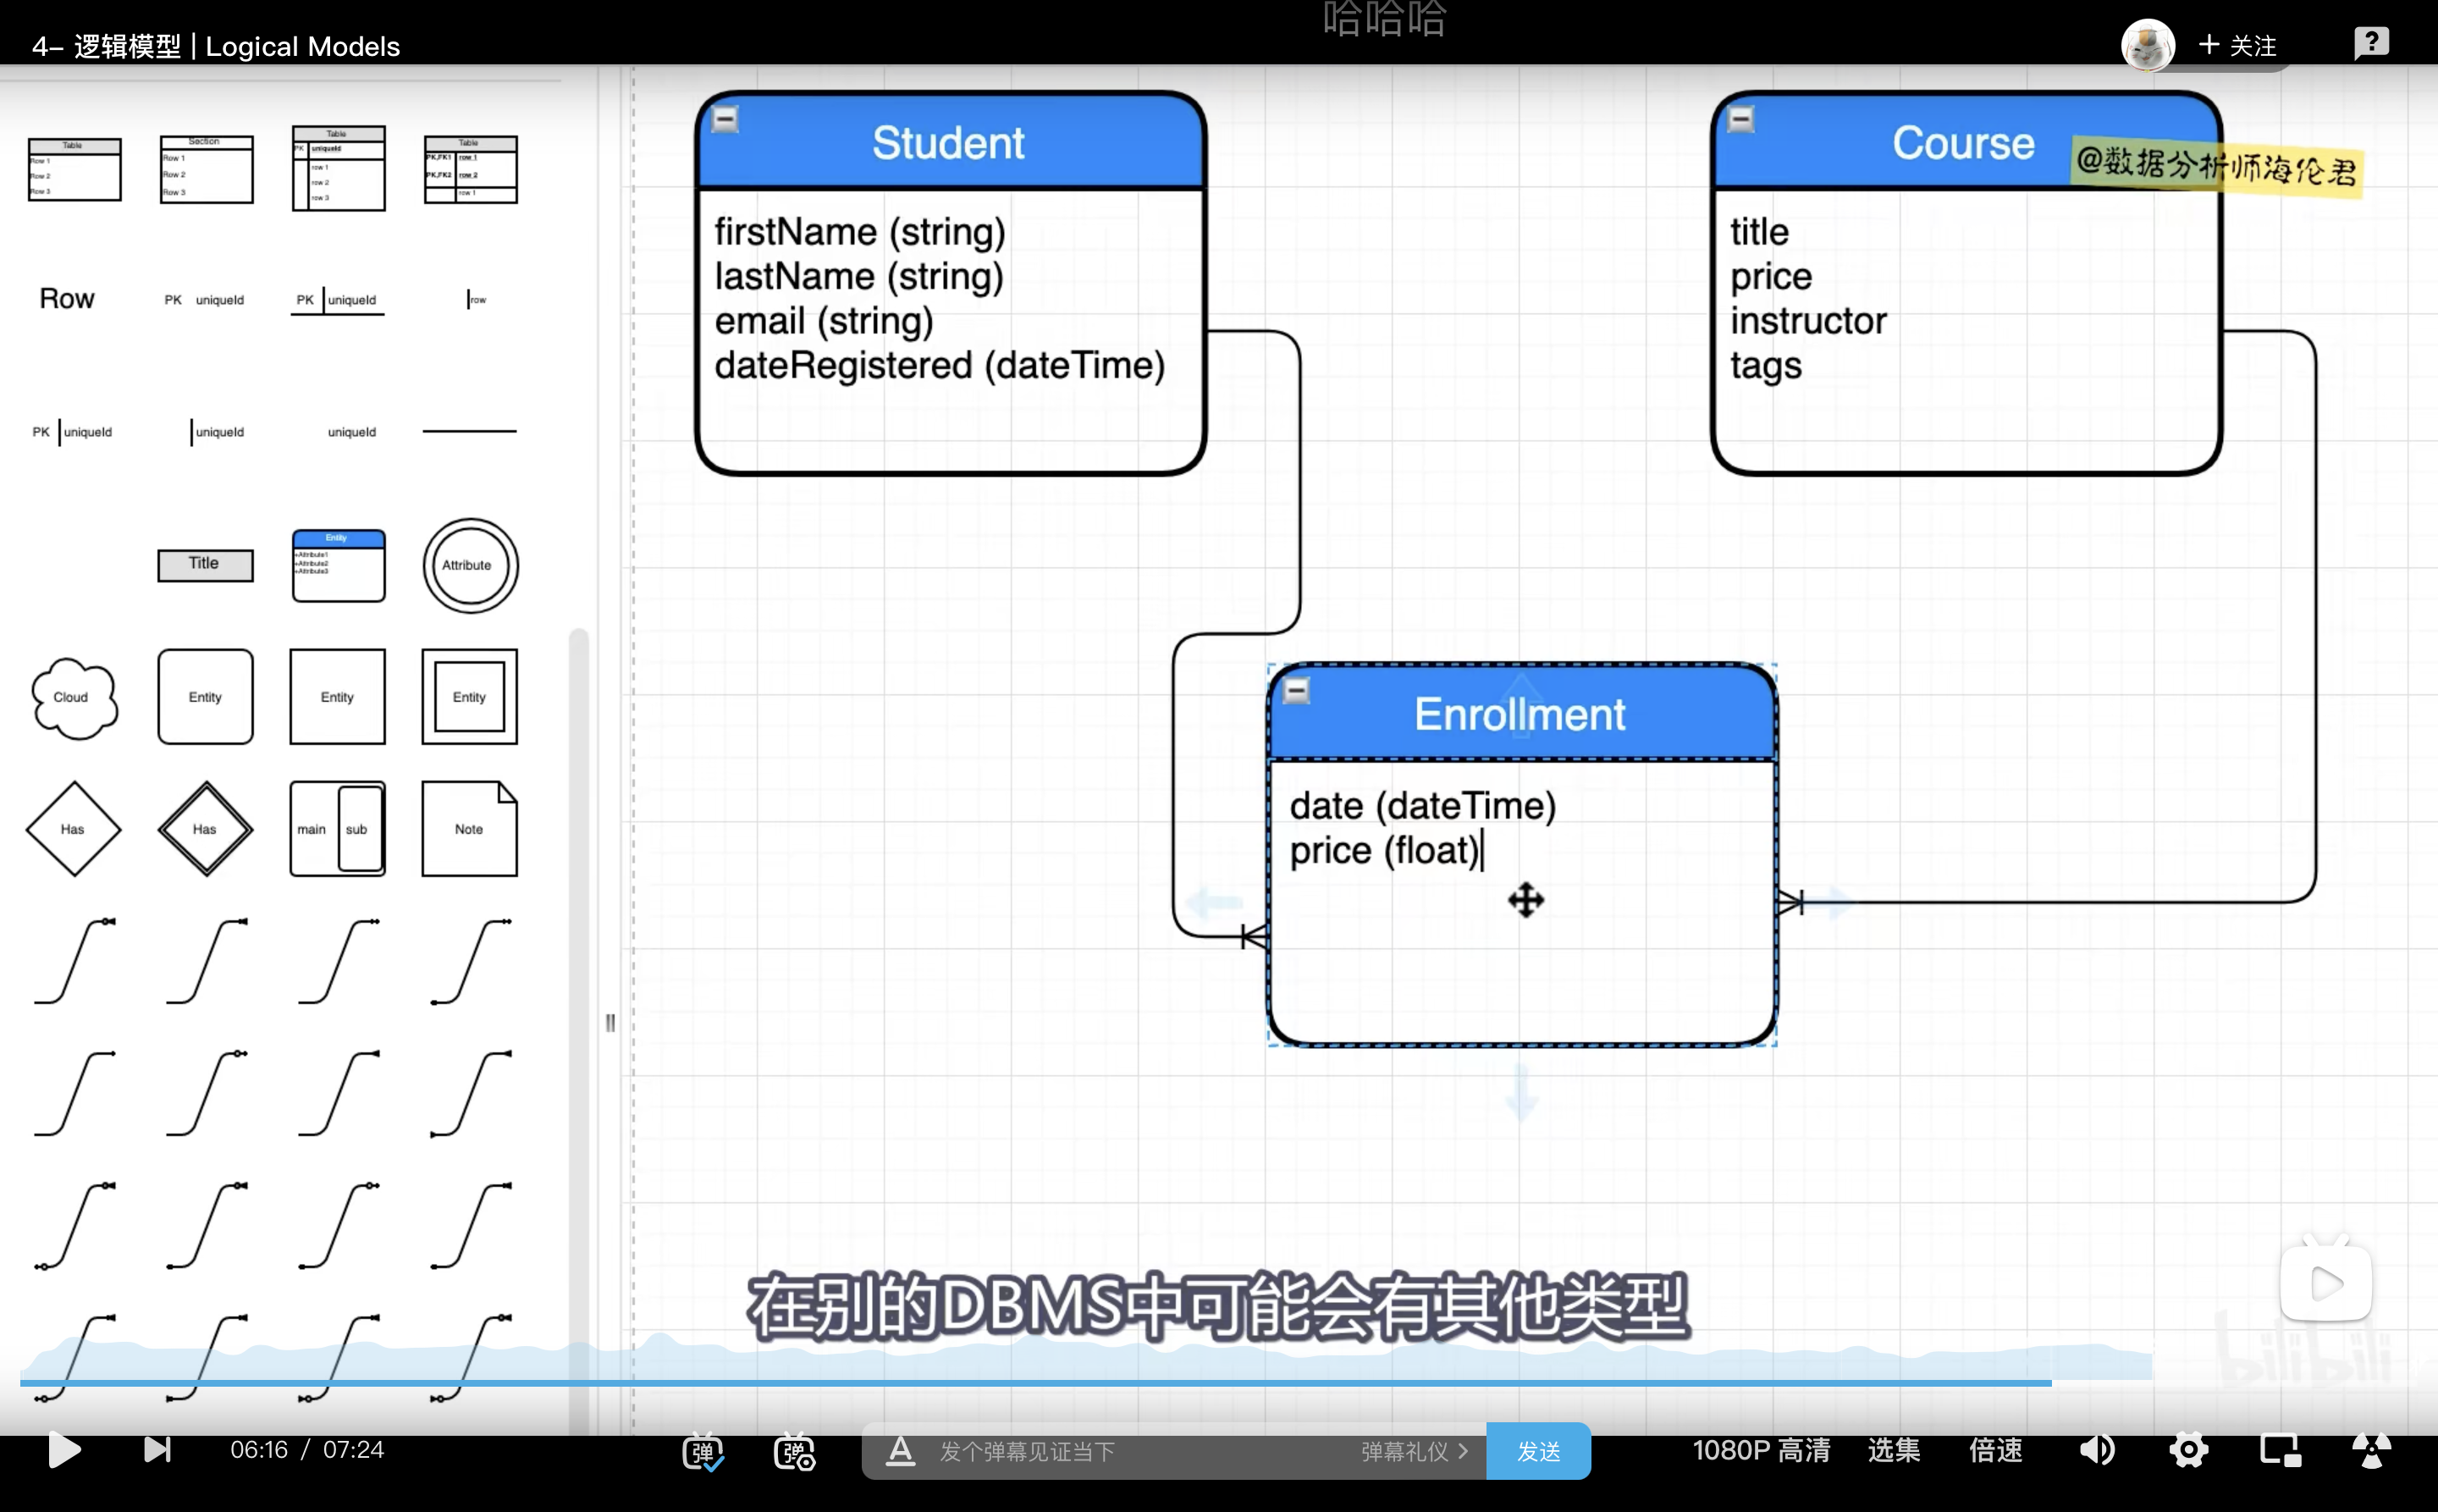 哈哈哈
4- 逻辑模型 | Logical Models
+ 关注
Table
Row 1
Row 2
Row 3
Section
Row 1
Row 2
Row 3
Table
PK uniqueId
row 1
row 2
row 3
Table
PK,FK1 row 1
PK,FK2 row 2
row 1
Row
PK uniqueId
PK uniqueId
row
PK uniqueId
uniqueId
uniqueId
Title
Entity
+Attribute1
+Attribute2
+Attribute3
Attribute
Cloud
Entity
Entity
Entity
Has
Has
main sub
Note
Student
firstName (string)
lastName (string)
email (string)
dateRegistered (dateTime)
Course
@数据分析师海伦君
title
price
instructor
tags
Enrollment
date (dateTime)
price (float)
在别的DBMS中可能会有其他类型
bilibili
06:16 / 07:24
弹
弹
A 发个弹幕见证当下
弹幕礼仪 >
发送
1080P 高清
选集
倍速